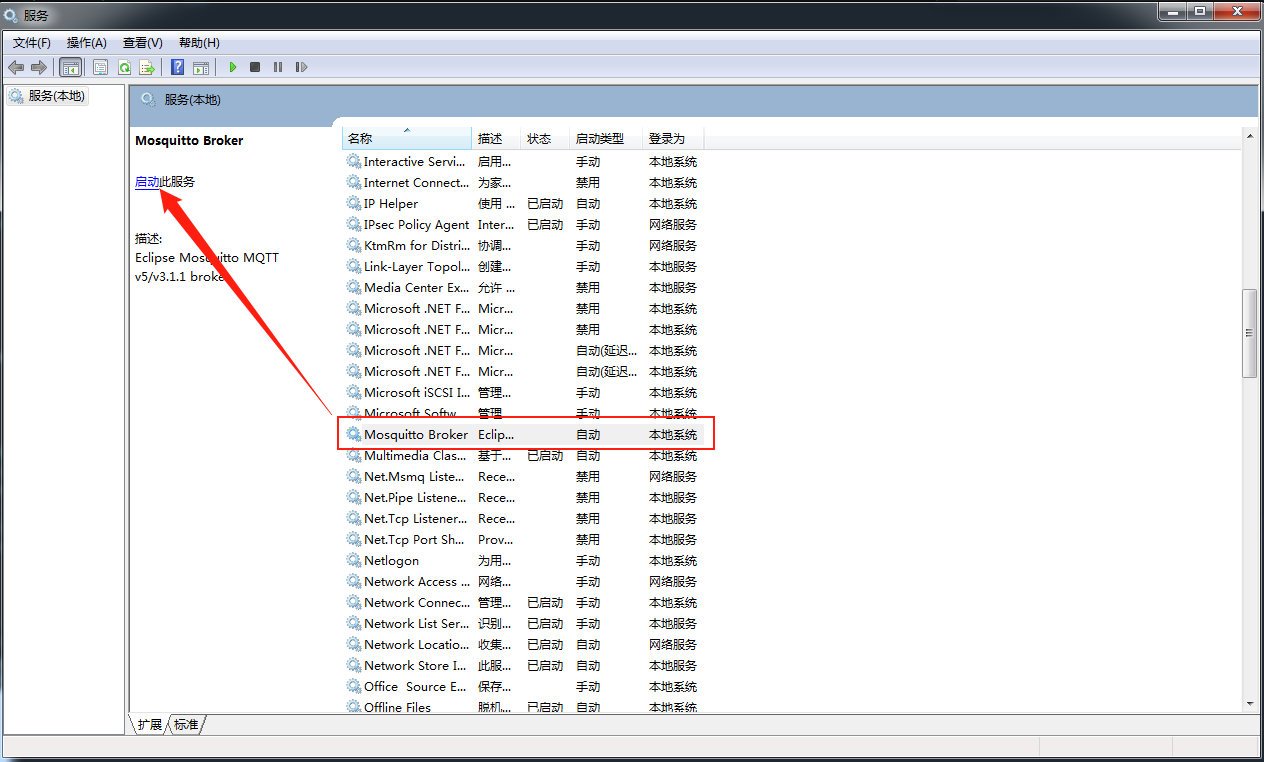 服务
文件(F) 操作(A) 查看(V) 帮助(H)
服务(本地)
服务(本地)
Mosquitto Broker
启动此服务
描述:
Eclipse Mosquitto MQTT
v5/v3.1.1 broker
名称 描述 状态 启动类型 登录为
Interactive Servi... 启用... 手动 本地系统
Internet Connect... 为家... 禁用 本地系统
IP Helper 使用 ... 已启动 自动 本地系统
IPsec Policy Agent Inter... 已启动 手动 网络服务
KtmRm for Distri... 协调... 手动 网络服务
Link-Layer Topol... 创建... 手动 本地服务
Media Center Ex... 允许 ... 禁用 本地服务
Microsoft .NET F... Micr... 禁用 本地系统
Microsoft .NET F... Micr... 禁用 本地系统
Microsoft .NET F... Micr... 自动(延迟... 本地系统
Microsoft .NET F... Micr... 自动(延迟... 本地系统
Microsoft iSCSI I... 管理... 手动 本地系统
Microsoft Softw... 管理... 手动 本地系统
Mosquitto Broker Eclip... 自动 本地系统
Multimedia Clas... 基于... 已启动 自动 本地系统
Net.Msmq Liste... Rece... 禁用 网络服务
Net.Pipe Listene... Rece... 禁用 本地服务
Net.Tcp Listener... Rece... 禁用 本地服务
Net.Tcp Port Sh... Prov... 禁用 本地服务
Netlogon 为用... 手动 本地系统
Network Access ... 网络... 手动 网络服务
Network Connec... 管理... 已启动 手动 本地系统
Network List Ser... 识别... 已启动 手动 本地服务
Network Locatio... 收集... 已启动 自动 网络服务
Network Store I... 此服... 已启动 自动 本地服务
Office Source E... 保存... 手动 本地系统
Offline Files 脱机... 已启动 自动 本地系统
扩展 标准